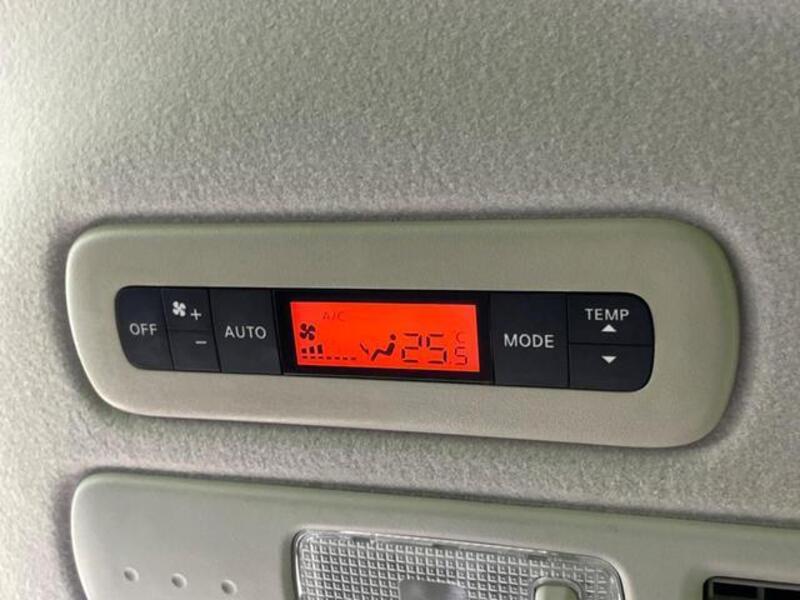 OFF
+
-
AUTO
A/C
25.5 C
MODE
TEMP